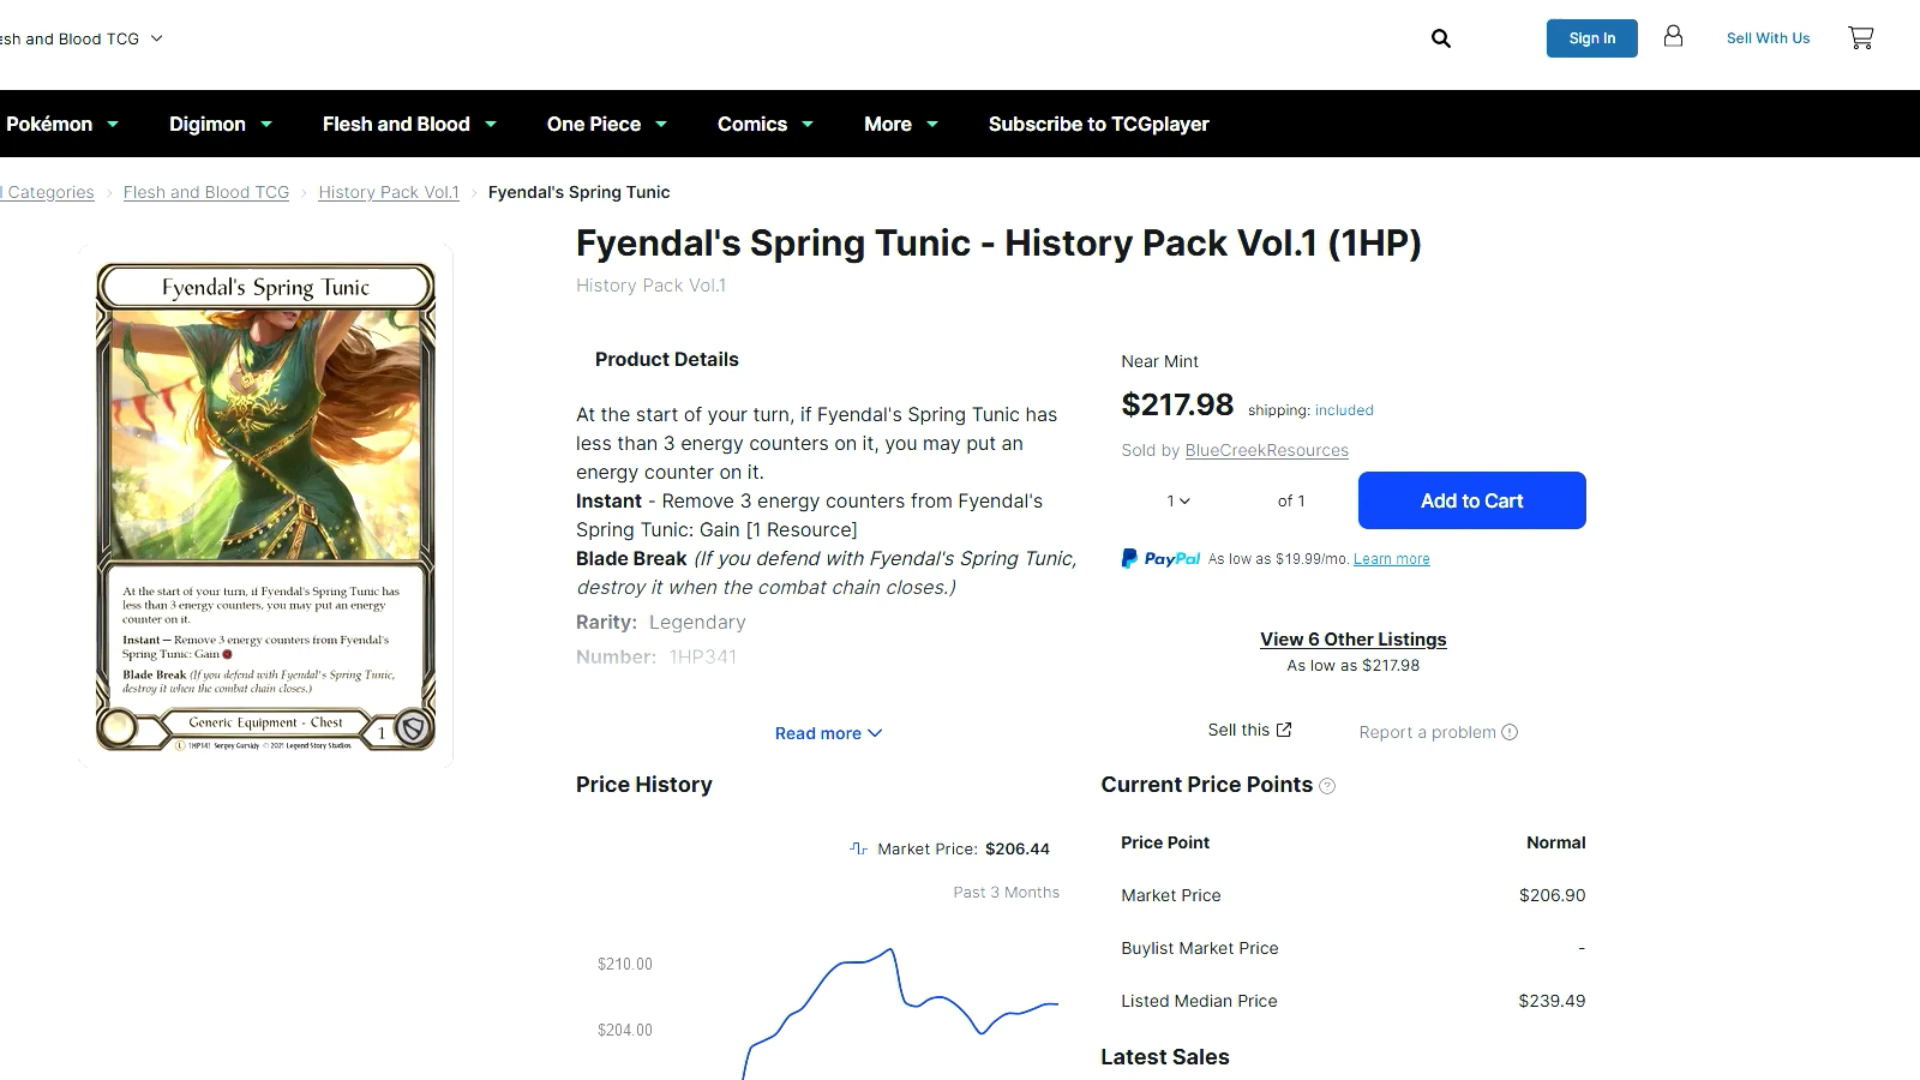 esh and Blood TCG
Sign In
Sell With Us
Pokémon
Digimon
Flesh and Blood
One Piece
Comics
More
Subscribe to TCGplayer
l Categories
Flesh and Blood TCG
History Pack Vol.1
Fyendal's Spring Tunic
Fyendal's Spring Tunic - History Pack Vol.1 (1HP)
History Pack Vol.1
Fyendal's Spring Tunic
At the start of your turn, if Fyendal's Spring Tunic has
less than 3 energy counters, you may put an energy
counter on it.
Instant — Remove 3 energy counters from Fyendal's
Spring Tunic: Gain
Blade Break (If you defend with Fyendal's Spring Tunic,
destroy it when the combat chain closes.)
Generic Equipment - Chest
1
Sergey Gurskiy © 2021 Legend Story Studios
Product Details
At the start of your turn, if Fyendal's Spring Tunic has
less than 3 energy counters on it, you may put an
energy counter on it.
Instant - Remove 3 energy counters from Fyendal's
Spring Tunic: Gain [1 Resource]
Blade Break (If you defend with Fyendal's Spring Tunic,
destroy it when the combat chain closes.)
Rarity: Legendary
Number: 1HP341
Read more
Near Mint
$217.98 shipping: included
Sold by BlueCreekResources
1 of 1
Add to Cart
PayPal As low as $19.99/mo. Learn more
View 6 Other Listings
As low as $217.98
Sell this
Report a problem
Price History
Market Price: $206.44
Past 3 Months
$210.00
$204.00
Current Price Points
Price Point Normal
Market Price $206.90
Buylist Market Price -
Listed Median Price $239.49
Latest Sales